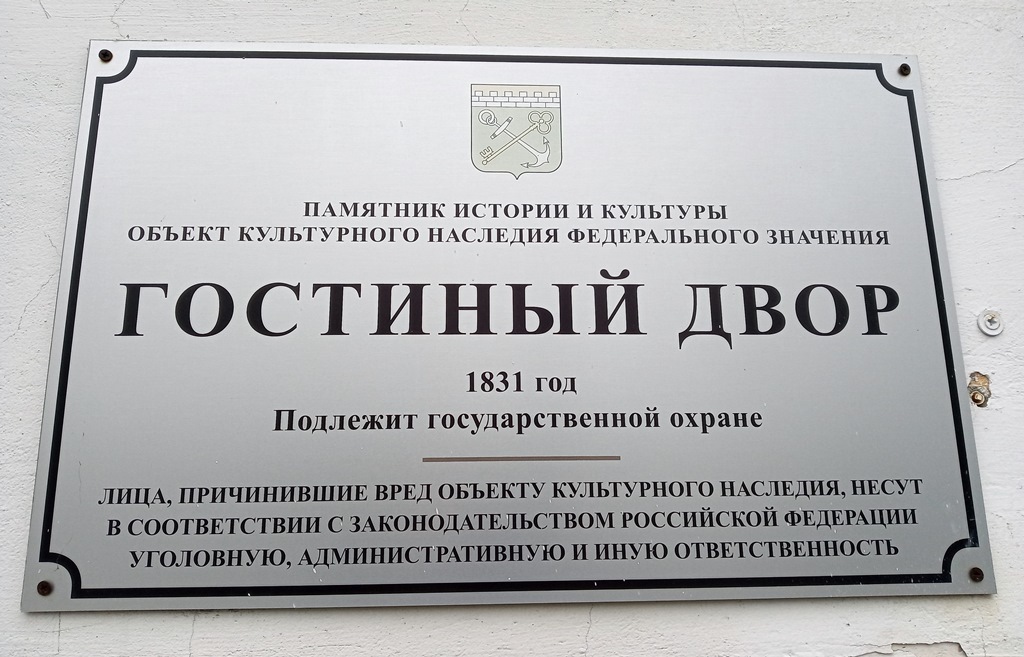 ПАМЯТНИК ИСТОРИИ И КУЛЬТУРЫ
ОБЪЕКТ КУЛЬТУРНОГО НАСЛЕДИЯ ФЕДЕРАЛЬНОГО ЗНАЧЕНИЯ
ГОСТИНЫЙ ДВОР
1831 год
Подлежит государственной охране
ЛИЦА, ПРИЧИНИВШИЕ ВРЕД ОБЪЕКТУ КУЛЬТУРНОГО НАСЛЕДИЯ, НЕСУТ
В СООТВЕТСТВИИ С ЗАКОНОДАТЕЛЬСТВОМ РОССИЙСКОЙ ФЕДЕРАЦИИ
УГОЛОВНУЮ, АДМИНИСТРАТИВНУЮ И ИНУЮ ОТВЕТСТВЕННОСТЬ